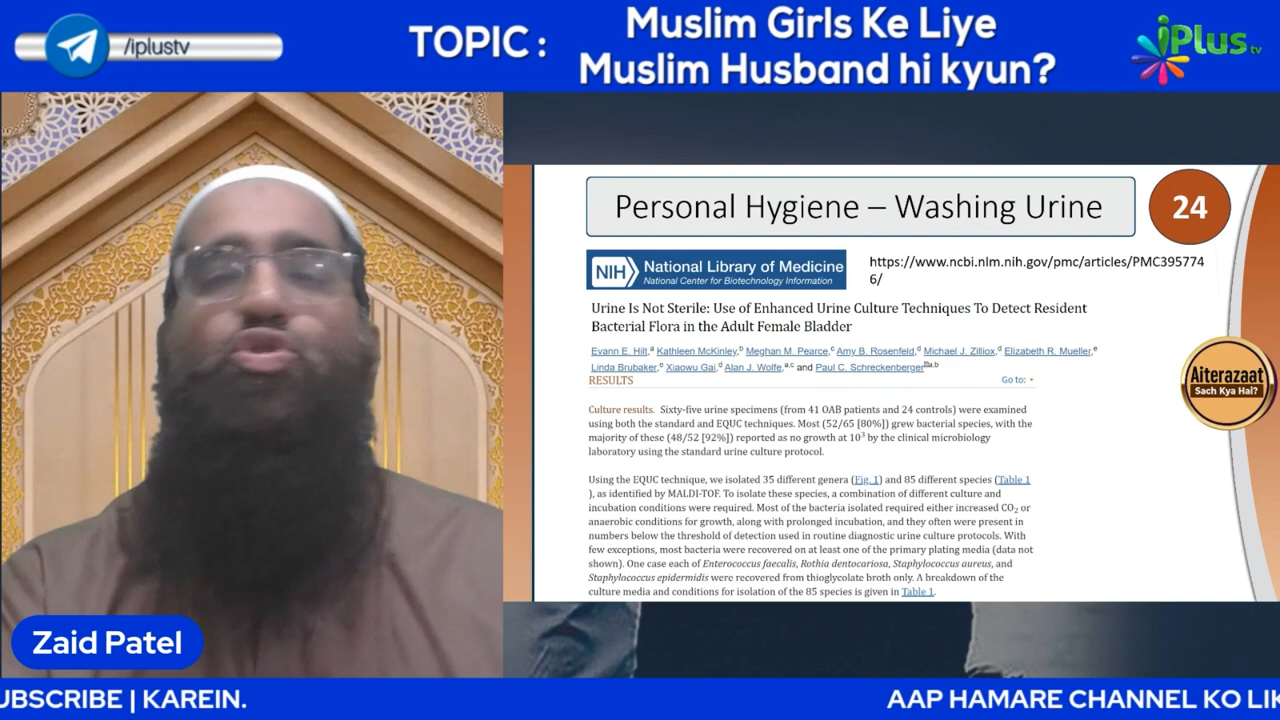 /iplustv
TOPIC :
Muslim Girls Ke Liye
Muslim Husband hi kyun?
iPlus tv
Personal Hygiene – Washing Urine
24
NIH
National Library of Medicine
National Center for Biotechnology Information
https://www.ncbi.nlm.nih.gov/pmc/articles/PMC395774
6/
Urine Is Not Sterile: Use of Enhanced Urine Culture Techniques To Detect Resident
Bacterial Flora in the Adult Female Bladder
Evann E. Hilt,a Kathleen McKinley,b Meghan M. Pearce,c Amy B. Rosenfeld,d Michael J. Zilliox,d Elizabeth R. Mueller,e
Linda Brubaker,e Xiaowu Gai,d Alan J. Wolfe,a,c and Paul C. Schreckenberger✉a,b
RESULTS
Go to:
Culture results. Sixty-five urine specimens (from 41 OAB patients and 24 controls) were examined
using both the standard and EQUC techniques. Most (52/65 [80%]) grew bacterial species, with the
majority of these (48/52 [92%]) reported as no growth at 10³ by the clinical microbiology
laboratory using the standard urine culture protocol.
Using the EQUC technique, we isolated 35 different genera (Fig. 1) and 85 different species (Table 1
), as identified by MALDI-TOF. To isolate these species, a combination of different culture and
incubation conditions were required. Most of the bacteria isolated required either increased CO₂ or
anaerobic conditions for growth, along with prolonged incubation, and they often were present in
numbers below the threshold of detection used in routine diagnostic urine culture protocols. With
few exceptions, most bacteria were recovered on at least one of the primary plating media (data not
shown). One case each of Enterococcus faecalis, Rothia dentocariosa, Staphylococcus aureus, and
Staphylococcus epidermidis were recovered from thioglycolate broth only. A breakdown of the
culture media and conditions for isolation of the 85 species is given in Table 1.
Aiterazaat
Sach Kya Hai?
Zaid Patel
UBSCRIBE | KAREIN.
AAP HAMARE CHANNEL KO LIK